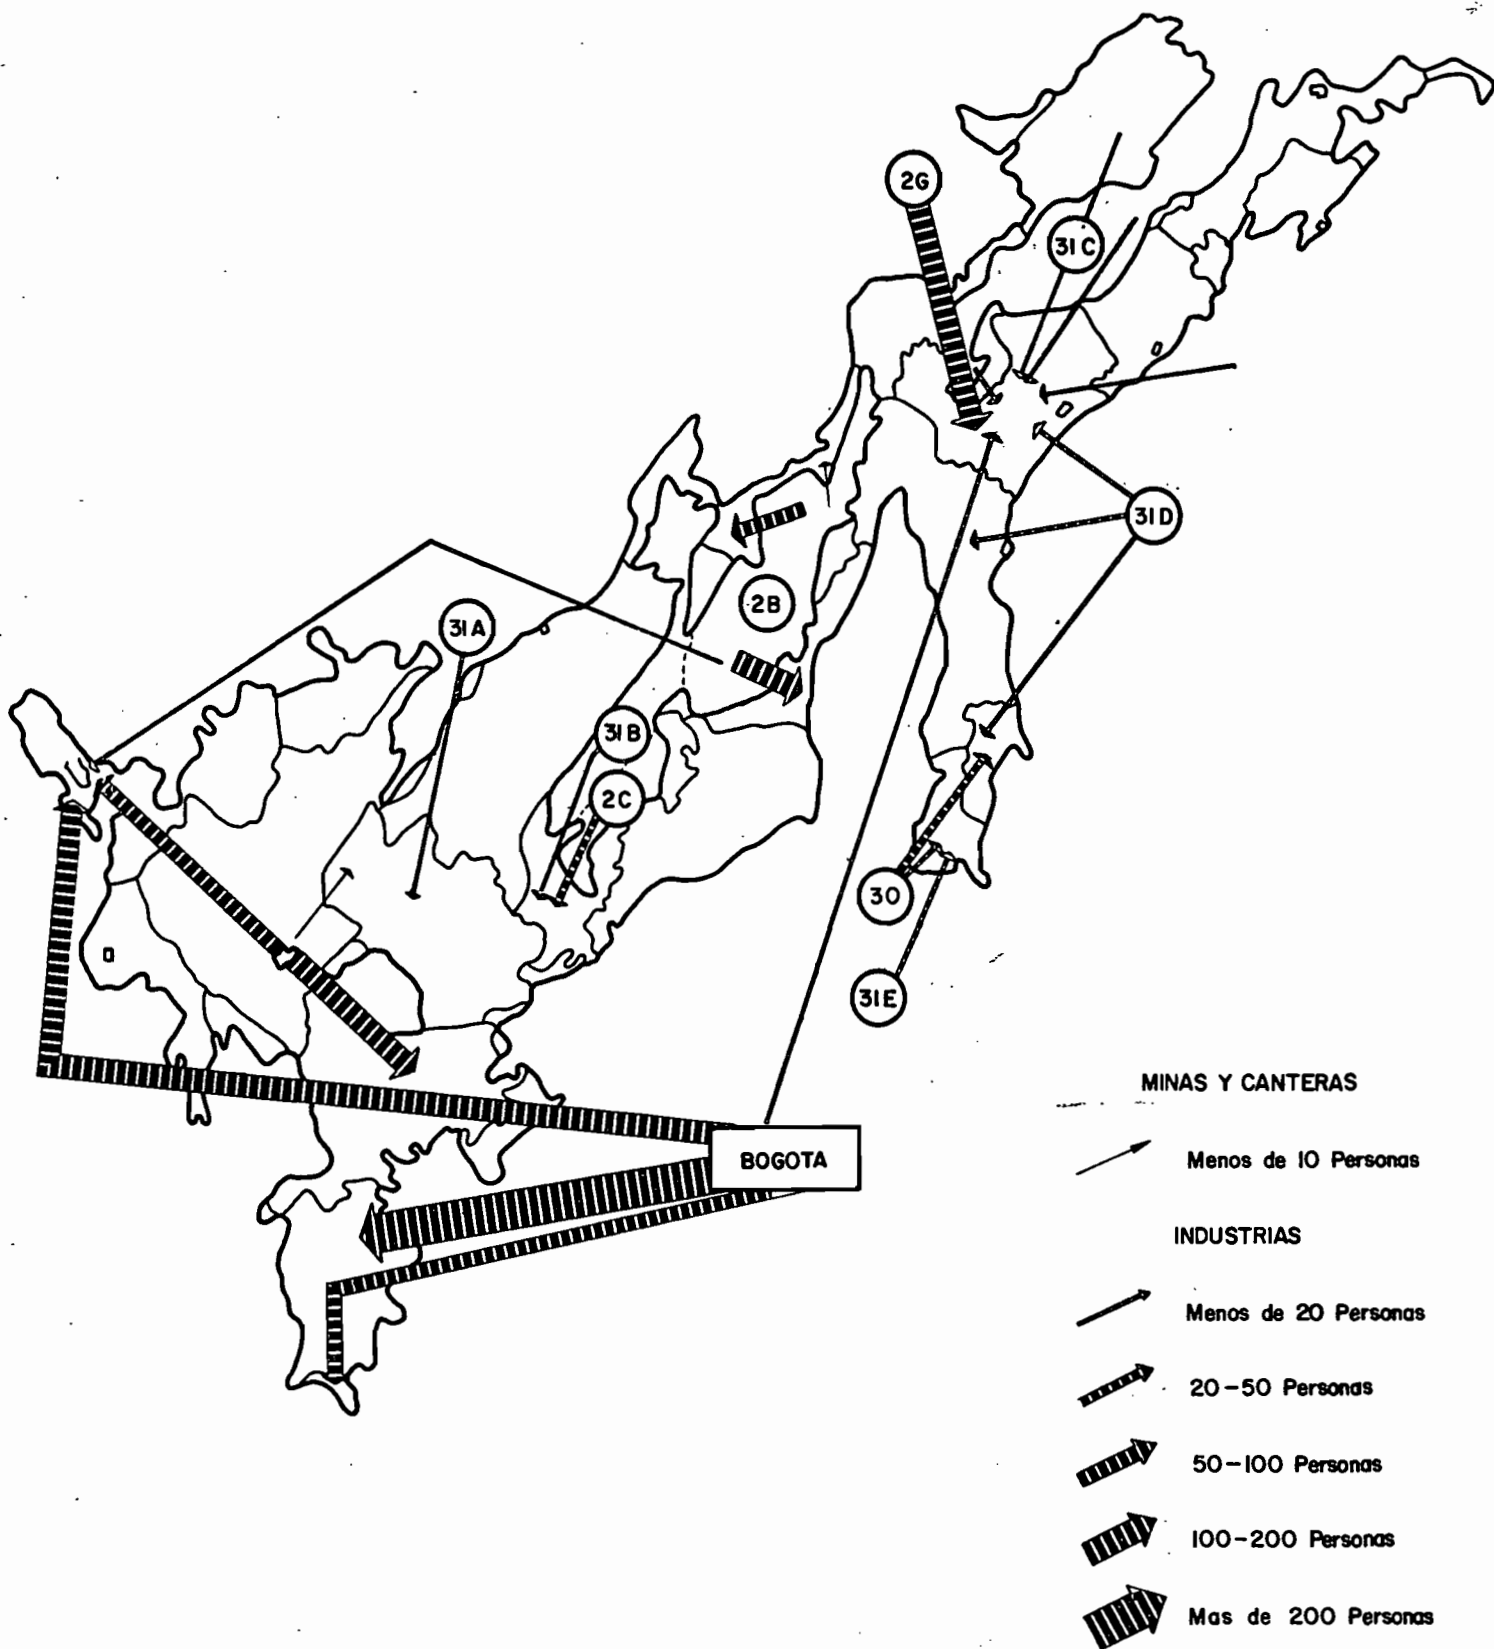 2G
31C
31D
2B
31A
31B
2C
30
31E
BOGOTA
MINAS Y CANTERAS
Menos de 10 Personas
INDUSTRIAS
Menos de 20 Personas
20-50 Personas
50-100 Personas
100-200 Personas
Mas de 200 Personas